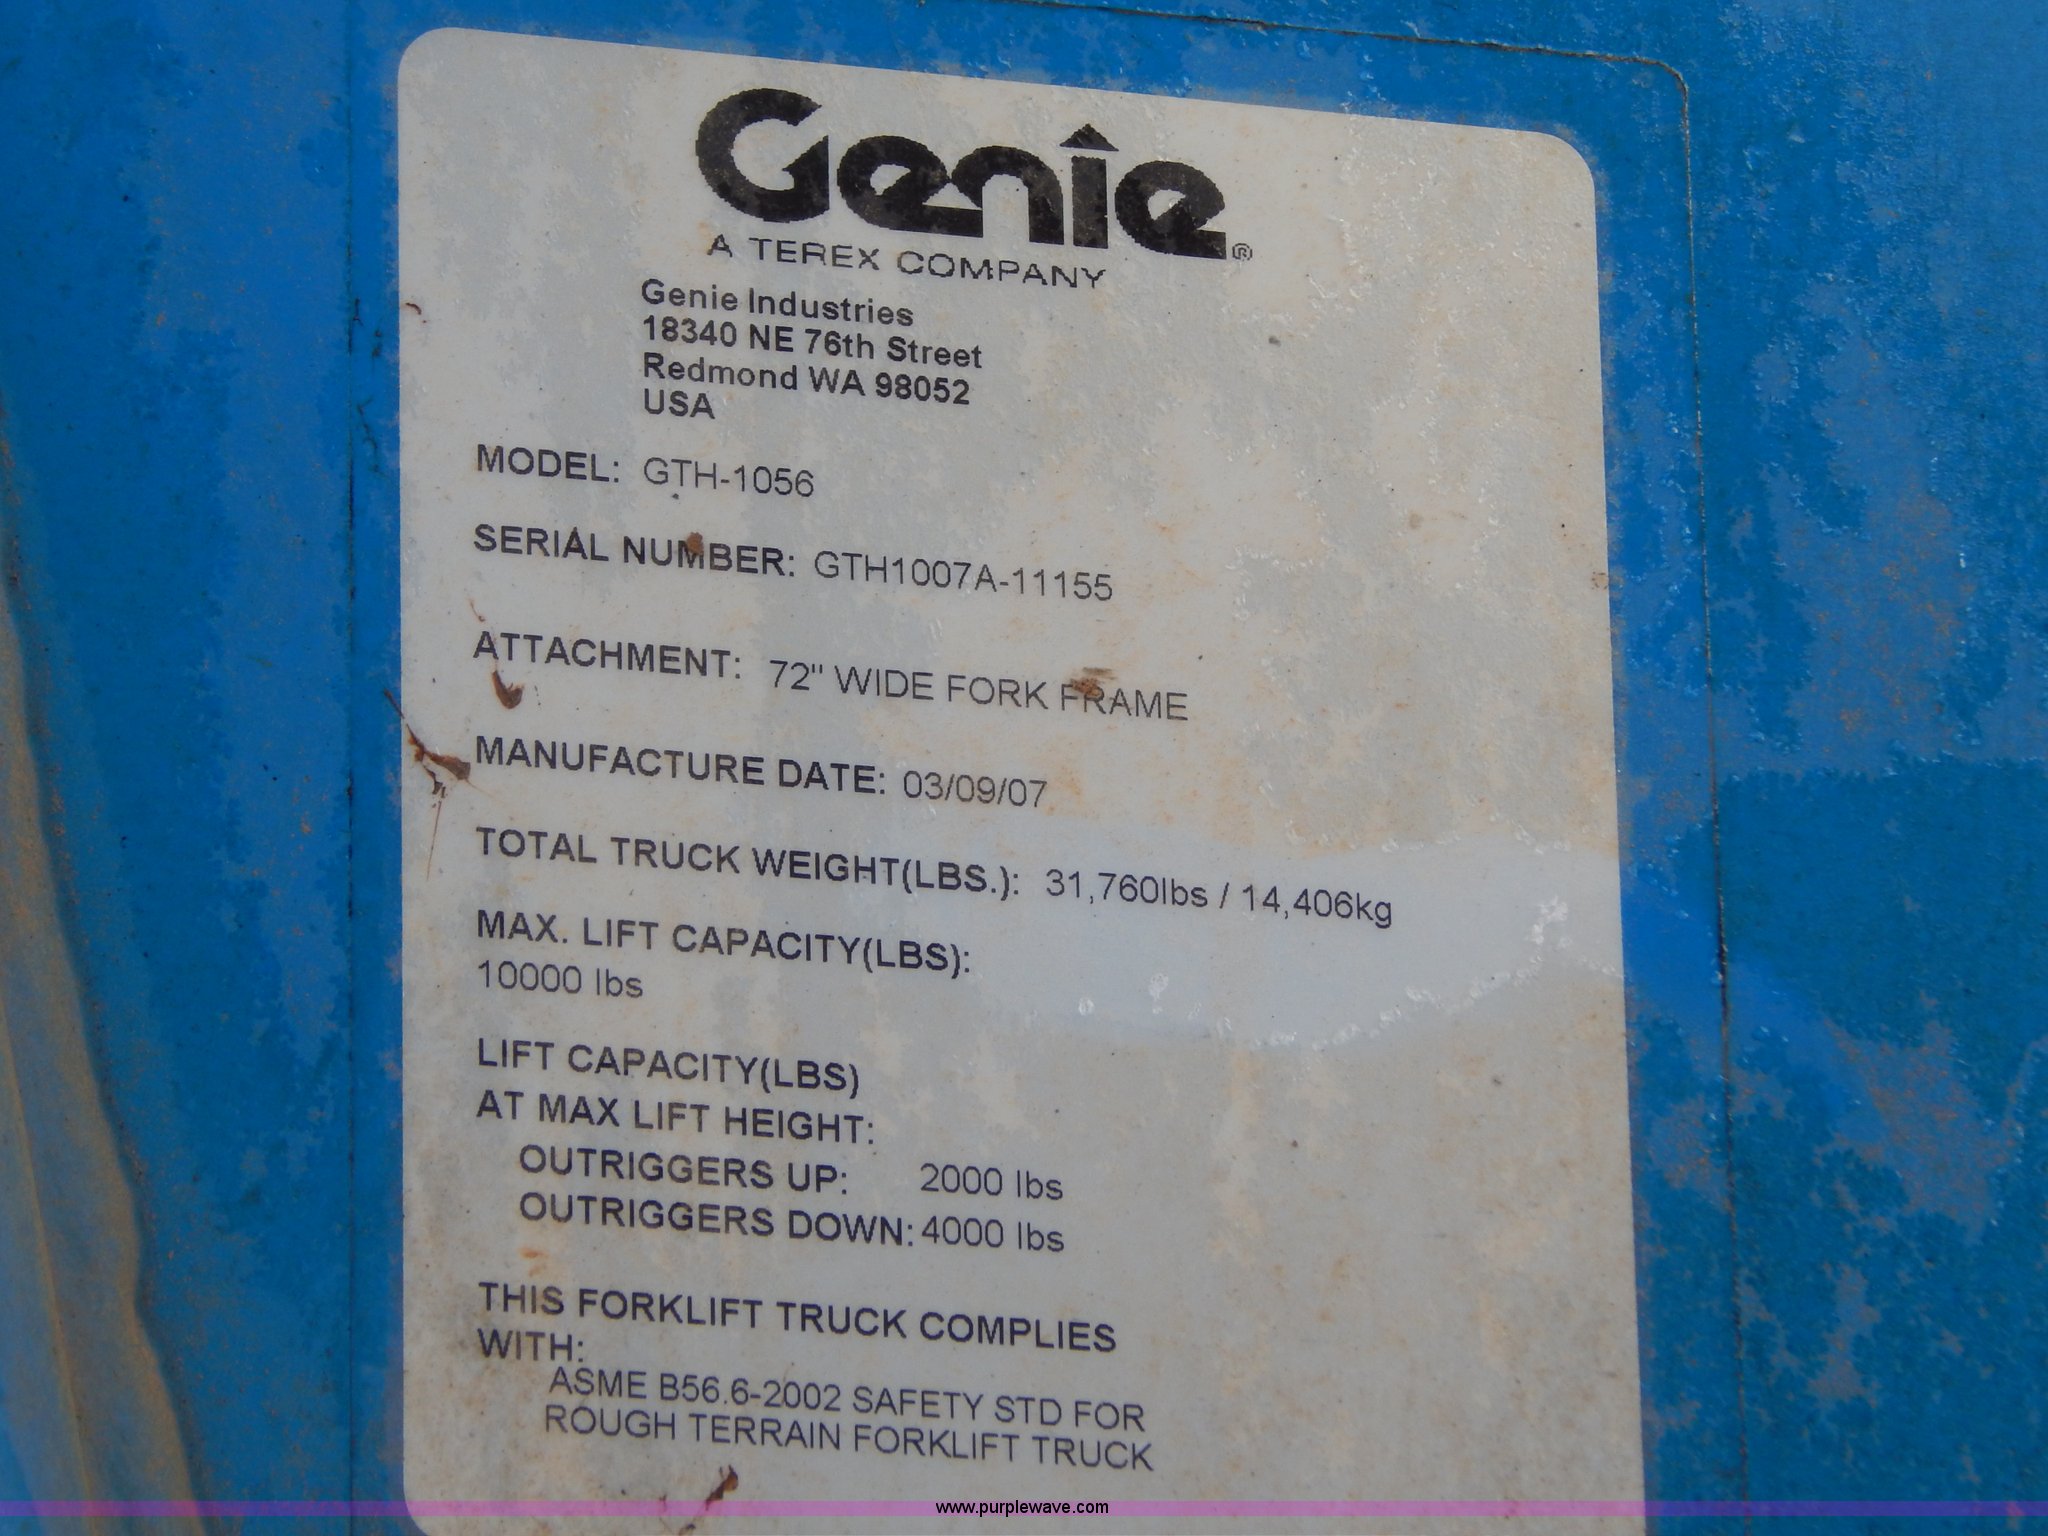 Genie®
A TEREX COMPANY
Genie Industries
18340 NE 76th Street
Redmond WA 98052
USA
MODEL: GTH-1056
SERIAL NUMBER: GTH1007A-11155
ATTACHMENT: 72" WIDE FORK FRAME
MANUFACTURE DATE: 03/09/07
TOTAL TRUCK WEIGHT(LBS.): 31,760lbs / 14,406kg
MAX. LIFT CAPACITY(LBS):
10000 lbs
LIFT CAPACITY(LBS)
AT MAX LIFT HEIGHT:
OUTRIGGERS UP: 2000 lbs
OUTRIGGERS DOWN: 4000 lbs
THIS FORKLIFT TRUCK COMPLIES
WITH:
ASME B56.6-2002 SAFETY STD FOR
ROUGH TERRAIN FORKLIFT TRUCK
www.purplewave.com